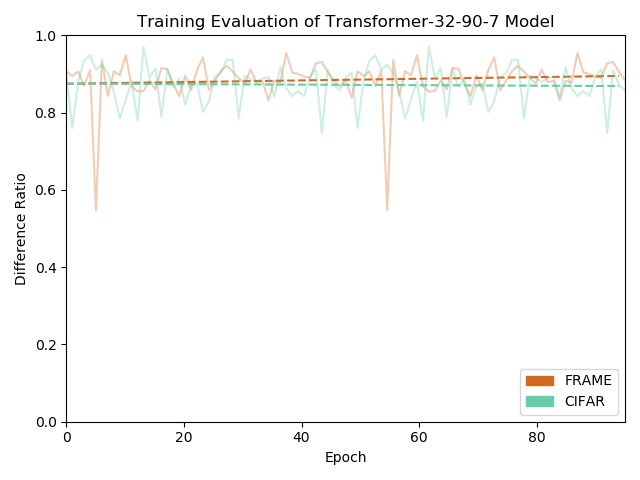 Training Evaluation of Transformer-32-90-7 Model
1.0
0.8
0.6
0.4
0.2
0.0
Difference Ratio
0
20
40
60
80
Epoch
FRAME
CIFAR